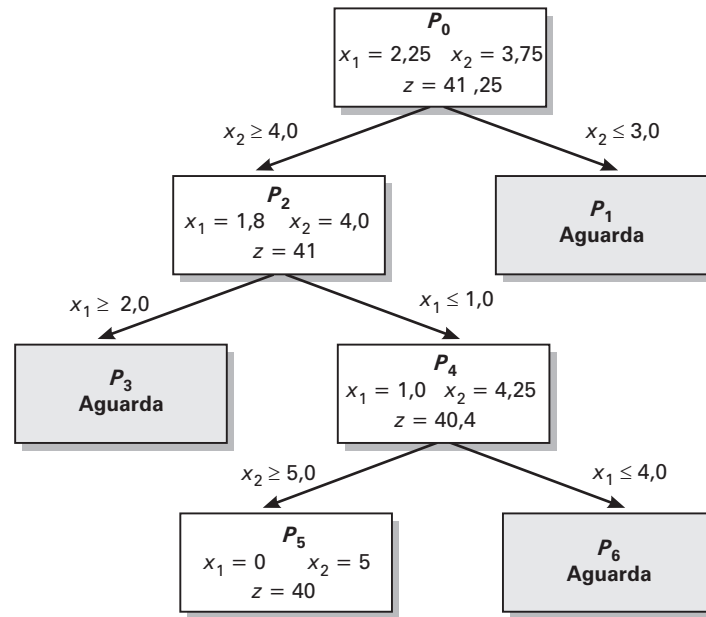 P₀
x₁ = 2,25 x₂ = 3,75
z = 41 ,25
x₂ ≥ 4,0
x₂ ≤ 3,0
P₂
x₁ = 1,8 x₂ = 4,0
z = 41
P₁
Aguarda
x₁ ≥ 2,0
x₁ ≤ 1,0
P₃
Aguarda
P₄
x₁ = 1,0 x₂ = 4,25
z = 40,4
x₂ ≥ 5,0
x₁ ≤ 4,0
P₅
x₁ = 0 x₂ = 5
z = 40
P₆
Aguarda